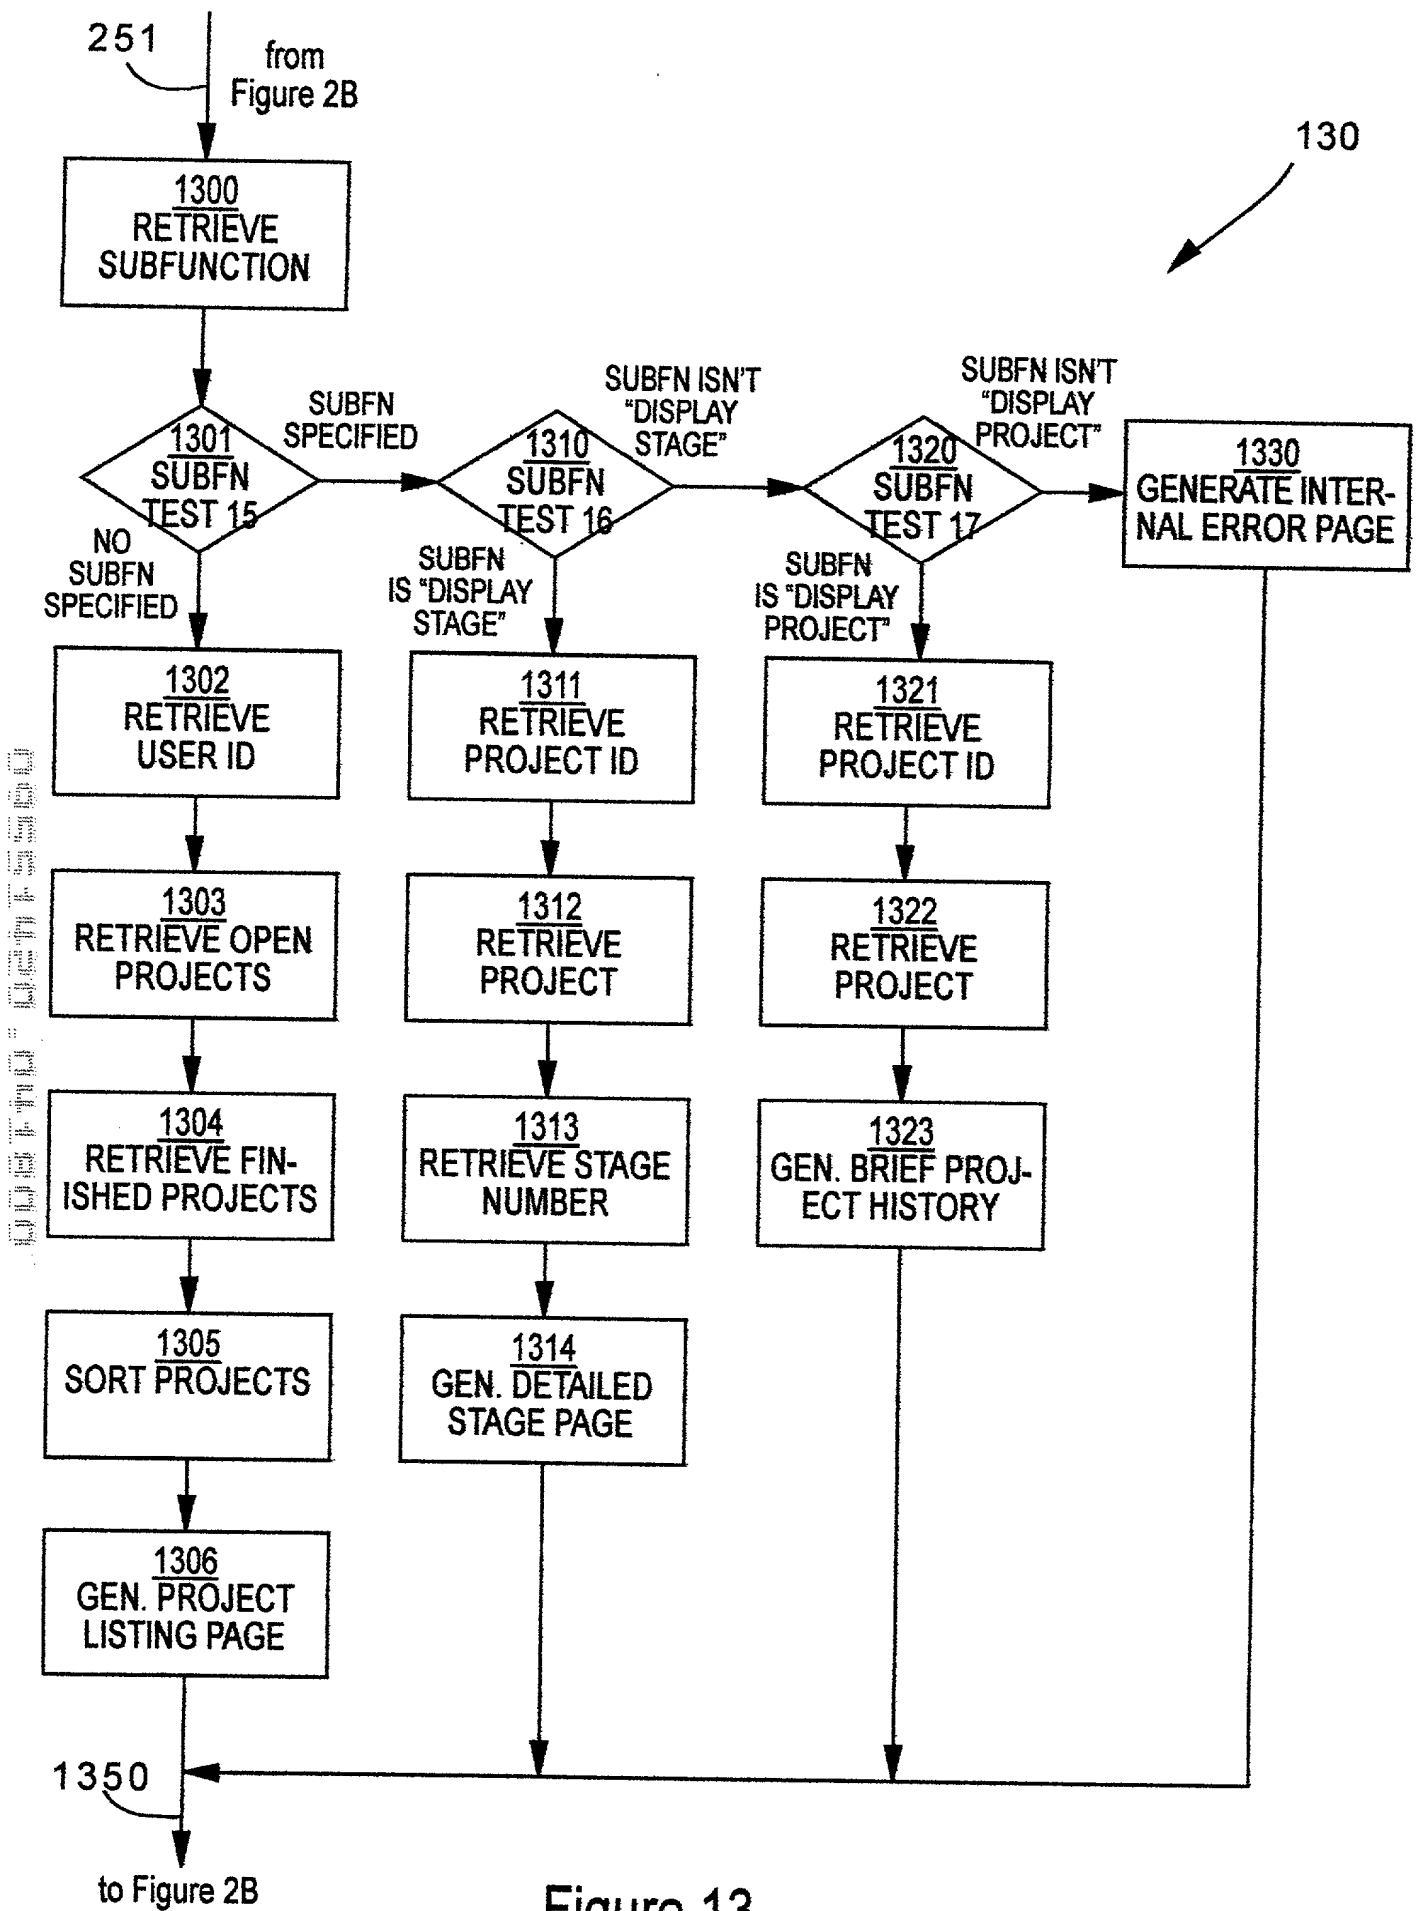 251
from
Figure 2B
130
1300
RETRIEVE
SUBFUNCTION
SUBFN
SPECIFIED
SUBFN ISN'T
"DISPLAY
STAGE"
SUBFN ISN'T
"DISPLAY
PROJECT"
1301
SUBFN
TEST 15
1310
SUBFN
TEST 16
1320
SUBFN
TEST 17
1330
GENERATE INTER-
NAL ERROR PAGE
NO
SUBFN
SPECIFIED
SUBFN
IS "DISPLAY
STAGE"
SUBFN
IS "DISPLAY
PROJECT"
1302
RETRIEVE
USER ID
1311
RETRIEVE
PROJECT ID
1321
RETRIEVE
PROJECT ID
1303
RETRIEVE OPEN
PROJECTS
1312
RETRIEVE
PROJECT
1322
RETRIEVE
PROJECT
1304
RETRIEVE FIN-
ISHED PROJECTS
1313
RETRIEVE STAGE
NUMBER
1323
GEN. BRIEF PROJ-
ECT HISTORY
1305
SORT PROJECTS
1314
GEN. DETAILED
STAGE PAGE
1306
GEN. PROJECT
LISTING PAGE
1350
to Figure 2B
Figure 13